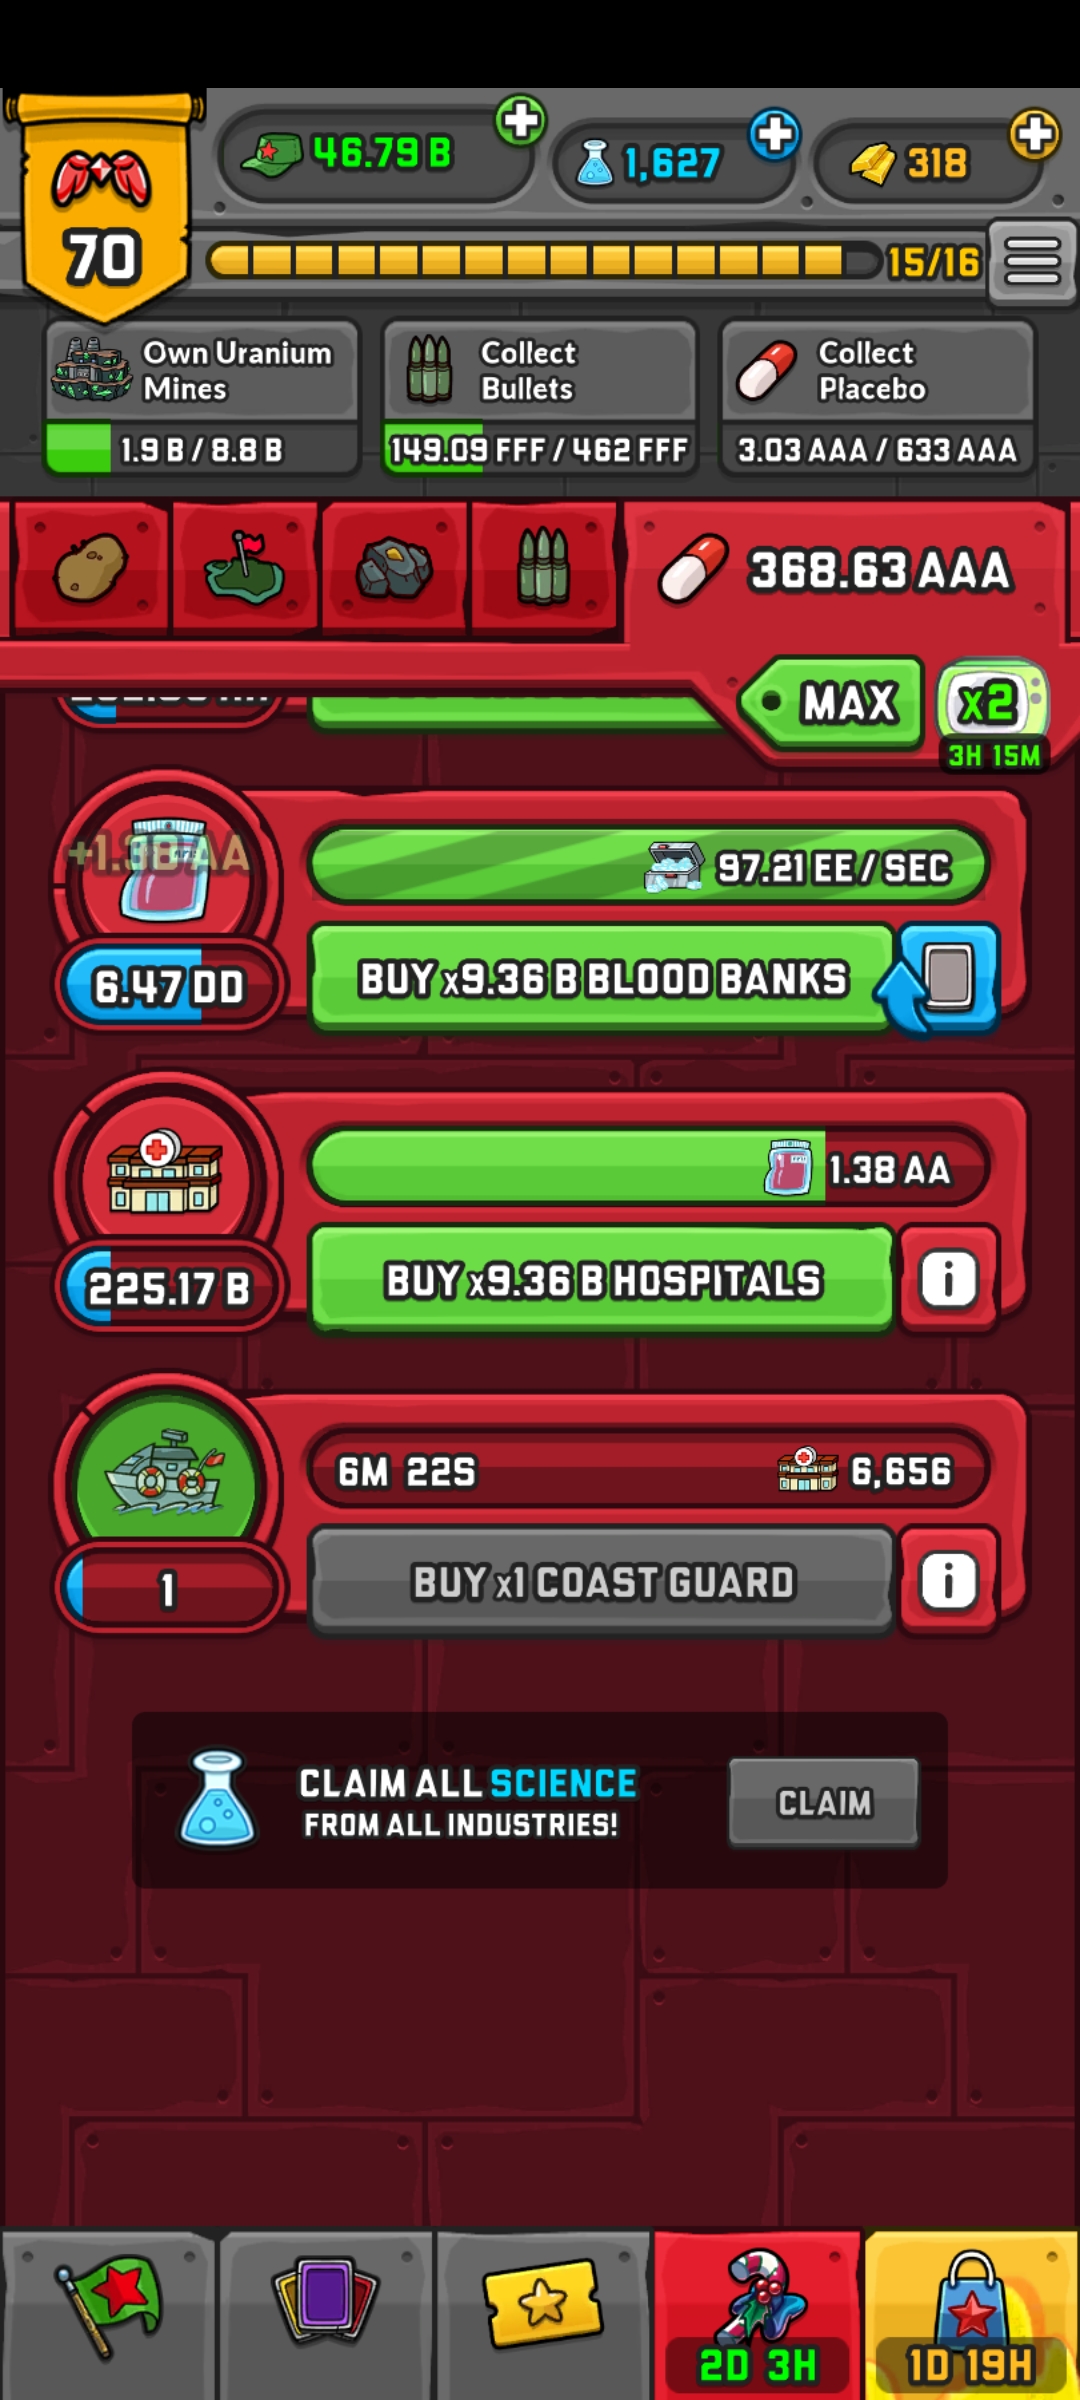 46.79 B
1,627
318
70
15/16
Own Uranium
Mines
Collect
Bullets
Collect
Placebo
1.9 B / 8.8 B
149.09 FFF / 462 FFF
3.03 AAA / 633 AAA
368.63 AAA
MAX
x2
3H 15M
+1.38 AA
97.21 EE / SEC
6.47 DD
BUY x9.36 B BLOOD BANKS
1.38 AA
225.17 B
BUY x9.36 B HOSPITALS
6M 22S
6,656
1
BUY x1 COAST GUARD
CLAIM ALL SCIENCE
FROM ALL INDUSTRIES!
CLAIM
2D 3H
1D 19H